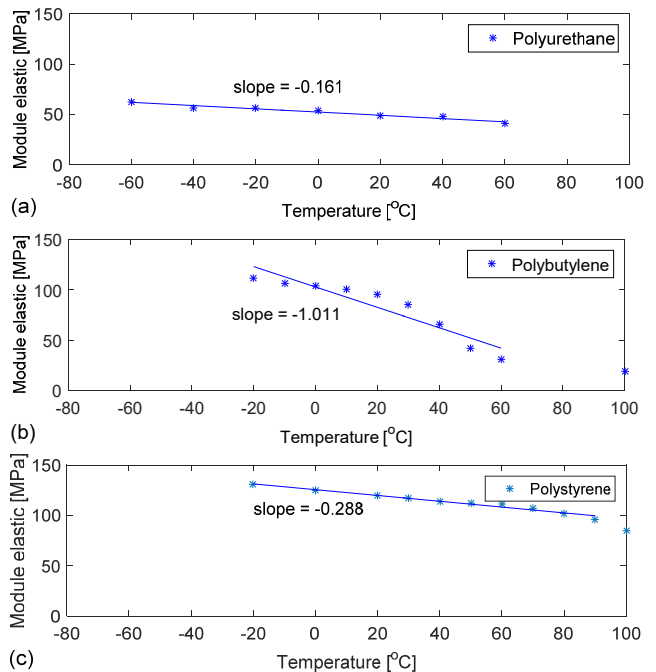 Module elastic [MPa]
150
100
50
0
Polyurethane
slope = -0.161
-80 -60 -40 -20 0 20 40 60 80 100
(a) Temperature [°C]
Module elastic [MPa]
150
100
50
0
Polybutylene
slope = -1.011
-80 -60 -40 -20 0 20 40 60 80 100
(b) Temperature [°C]
Module elastic [MPa]
150
100
50
0
Polystyrene
slope = -0.288
-80 -60 -40 -20 0 20 40 60 80 100
(c) Temperature [°C]